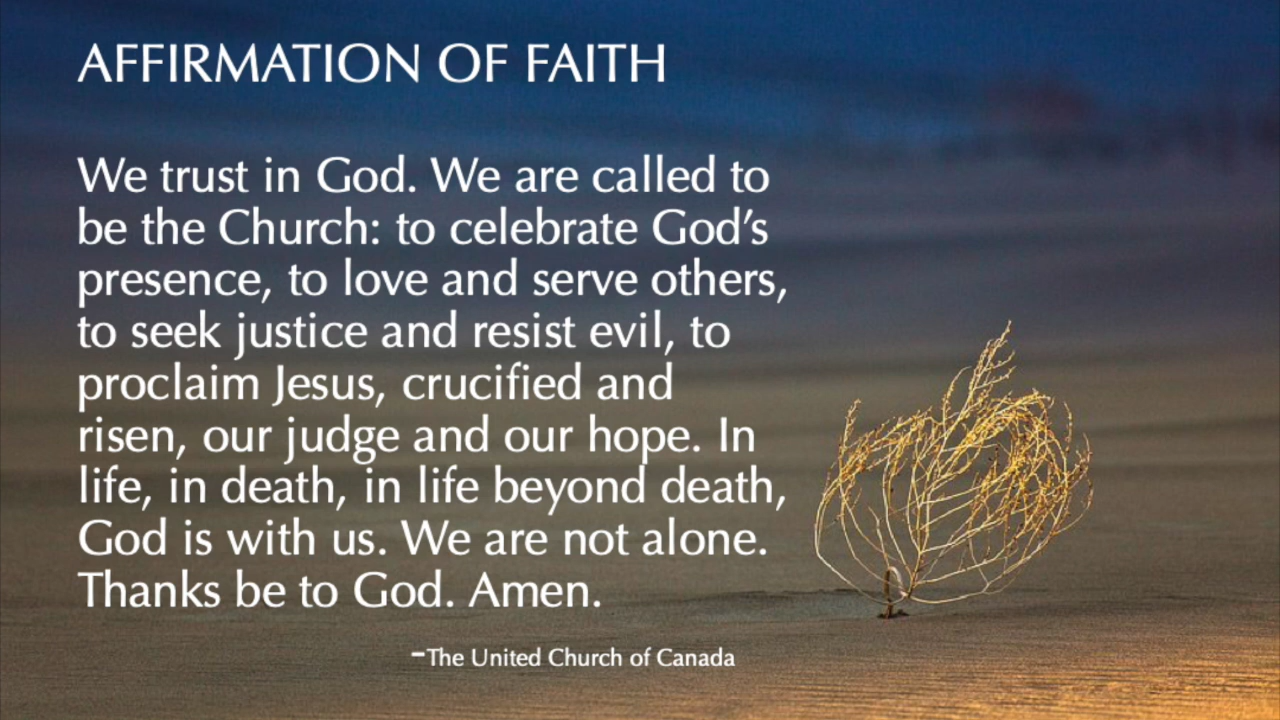 AFFIRMATION OF FAITH
We trust in God. We are called to
be the Church: to celebrate God’s
presence, to love and serve others,
to seek justice and resist evil, to
proclaim Jesus, crucified and
risen, our judge and our hope. In
life, in death, in life beyond death,
God is with us. We are not alone.
Thanks be to God. Amen.
–The United Church of Canada